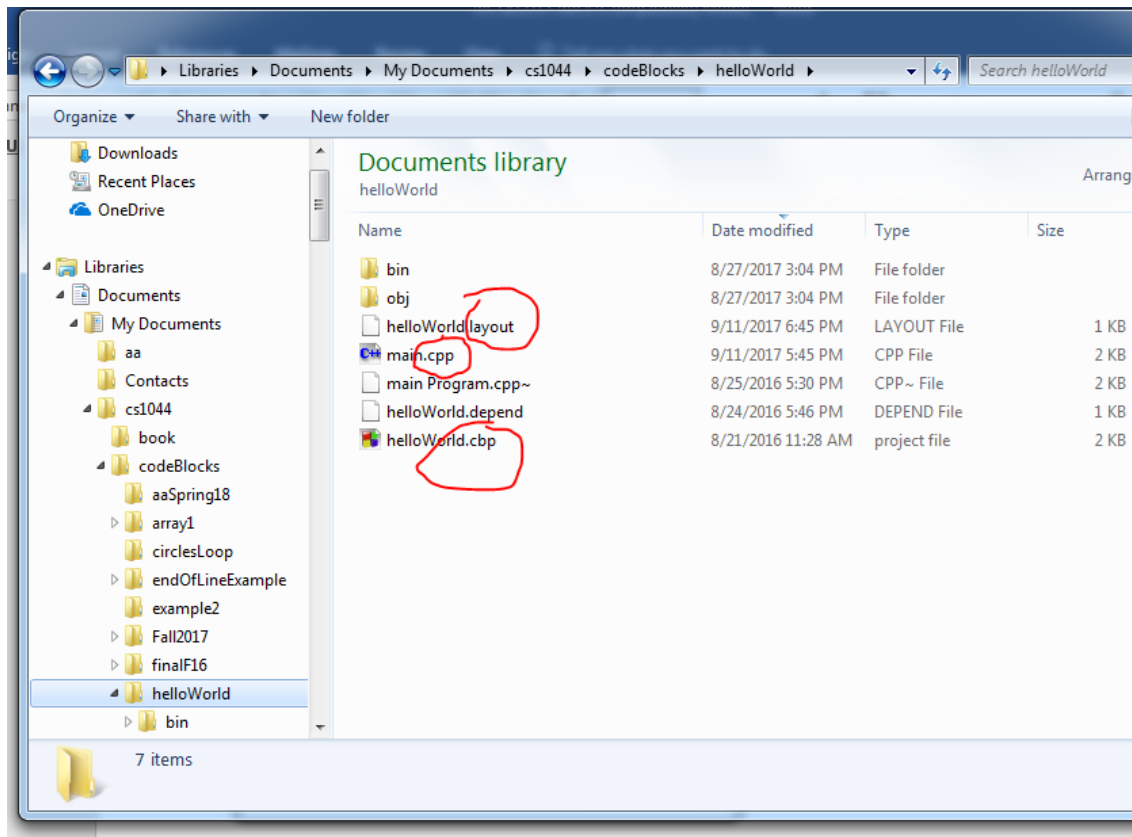 Libraries Documents My Documents cs1044 codeBlocks helloWorld Search helloWorld
Organize Share with New folder
Downloads
Recent Places
OneDrive
Libraries
Documents
My Documents
aa
Contacts
cs1044
book
codeBlocks
aaSpring18
array1
circlesLoop
endOfLineExample
example2
Fall2017
finalF16
helloWorld
bin
Documents library
helloWorld
Arrang
Name Date modified Type Size
bin 8/27/2017 3:04 PM File folder
obj 8/27/2017 3:04 PM File folder
helloWorld.layout 9/11/2017 6:45 PM LAYOUT File 1 KB
C++ main.cpp 9/11/2017 5:45 PM CPP File 2 KB
main Program.cpp~ 8/25/2016 5:30 PM CPP~ File 2 KB
helloWorld.depend 8/24/2016 5:46 PM DEPEND File 1 KB
helloWorld.cbp 8/21/2016 11:28 AM project file 2 KB
7 items